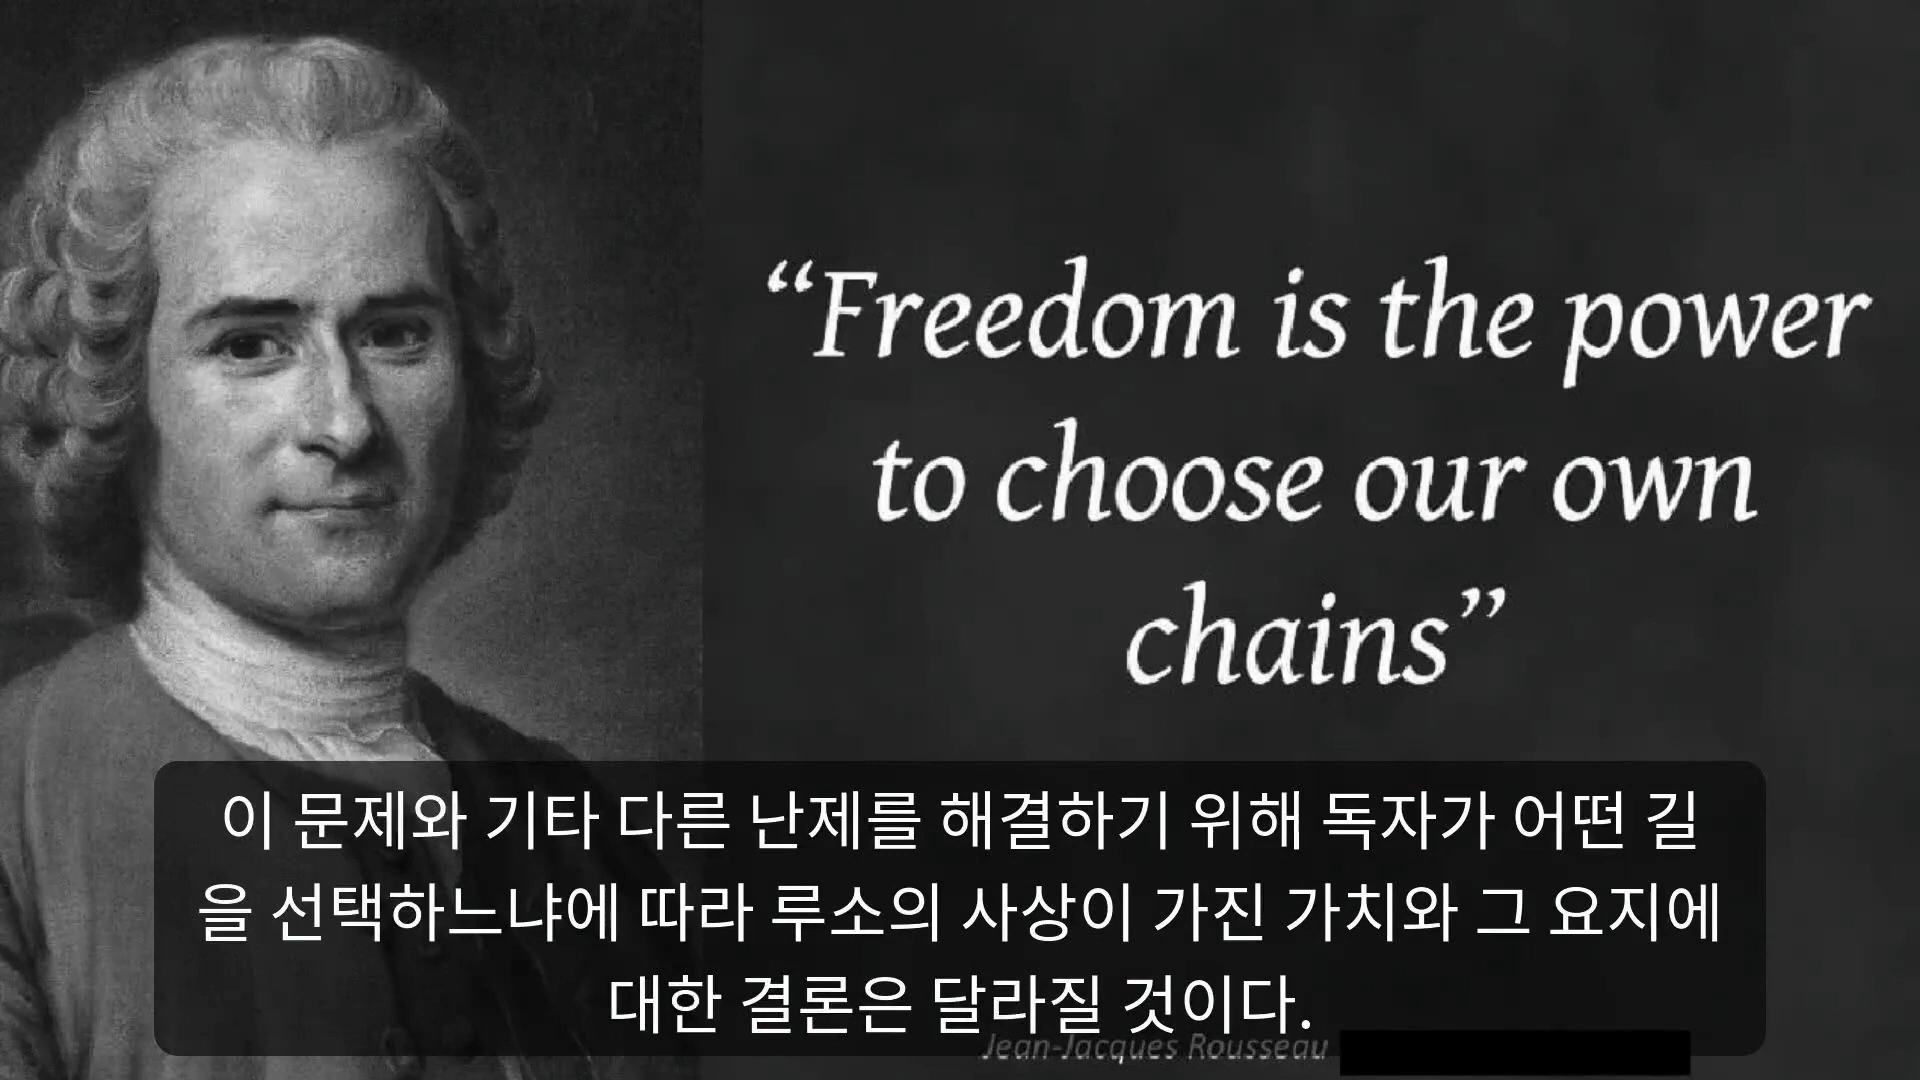 “Freedom is the power
to choose our own
chains”
이 문제와 기타 다른 난제를 해결하기 위해 독자가 어떤 길
을 선택하느냐에 따라 루소의 사상이 가진 가치와 그 요지에
대한 결론은 달라질 것이다.
Jean-Jacques Rousseau